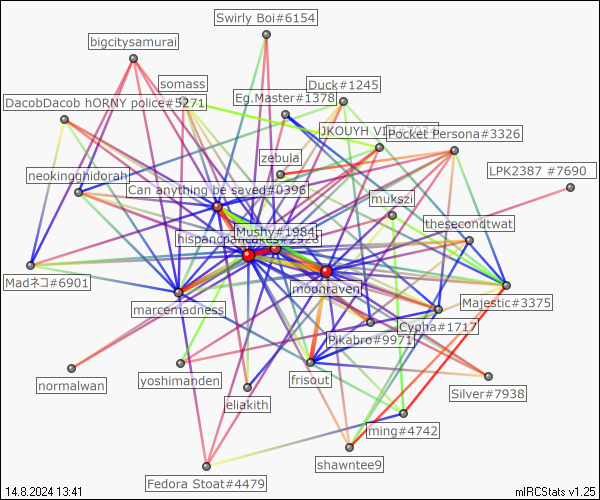 Swirly Boi#6154
bigcitysamurai
somass
Duck#1245
DacobDacob hORNY police#5271
Eg.Master#1378
JKOUYH
Pocket Persona#3326
zebula
LPK2387 #7690
neokingghidorah
Can anything be saved#0396
mukszi
thesecondtwat
Mushy#1984
hispanopancakes#2928
Madネコ#6901
moonraven
Majestic#3375
marcemadness
Cypha#1717
Pikabro#9971
normalwan
yoshimanden
frisout
Silver#7938
eliakith
ming#4742
shawntee9
Fedora Stoat#4479
14.8.2024 13:41
mIRCStats v1.25